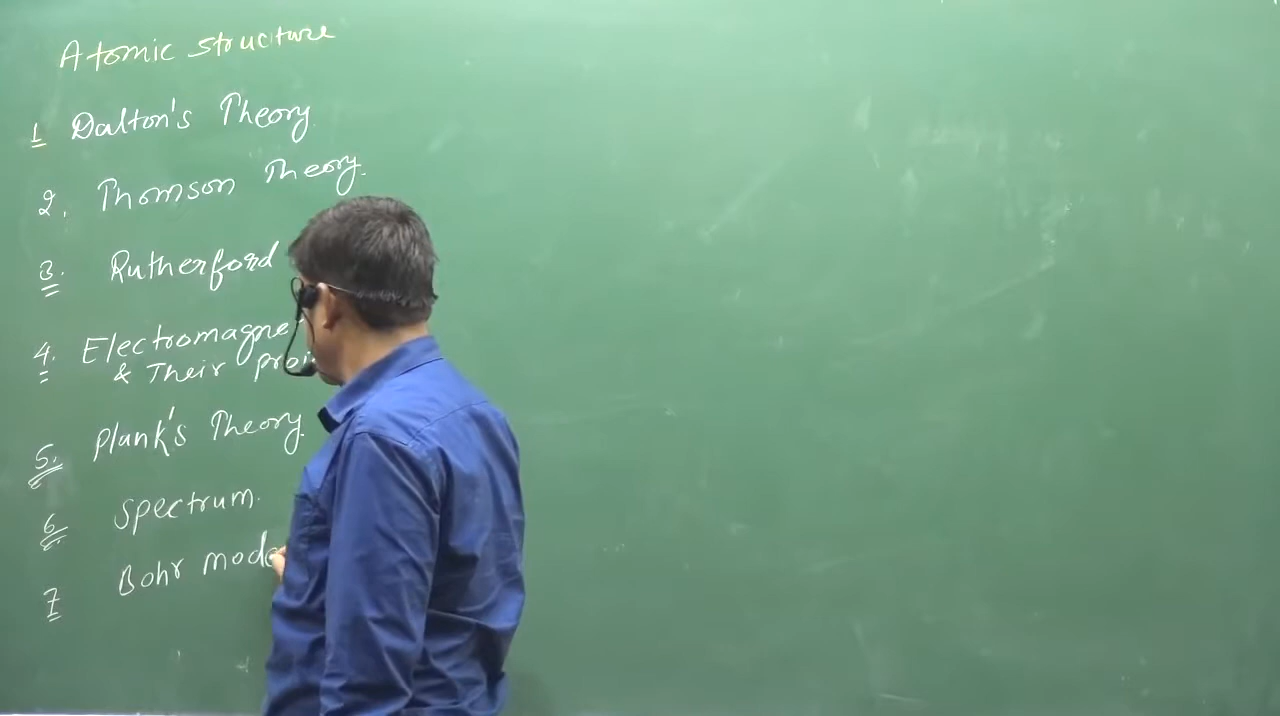 Atomic structure
1. Dalton's Theory.
2. Thomson Theory.
3. Rutherford
4. Electromagne
& Their
5. Plank's Theory.
6. Spectrum.
7 Bohr mode